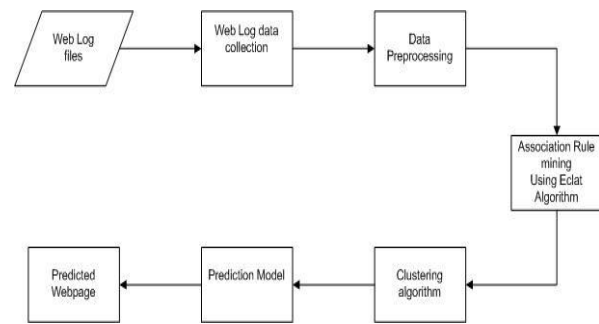 Web Log
files
Web Log data
collection
Data
Preprocessing
Association Rule
mining
Using Eclat
Algorithm
Clustering
algorithm
Prediction Model
Predicted
Webpage